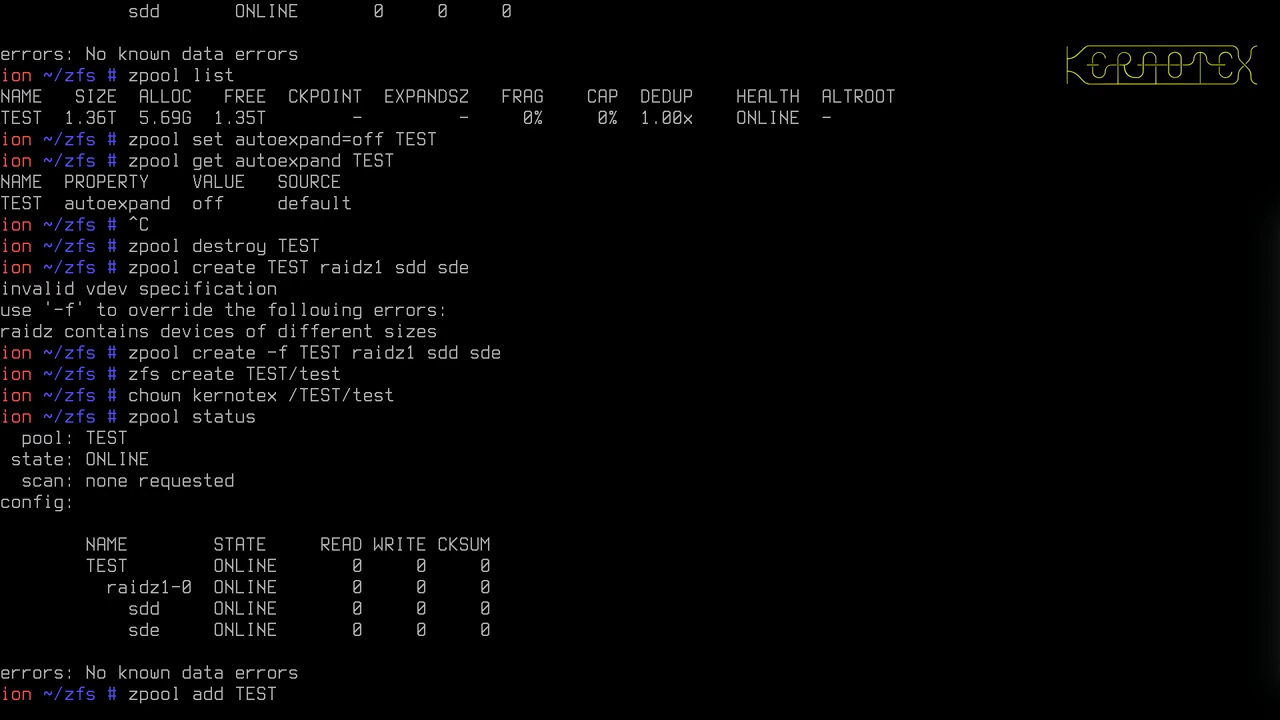 sdd       ONLINE       0     0     0
errors: No known data errors
KERNOTEX
ion ~/zfs # zpool list
NAME   SIZE  ALLOC   FREE  CKPOINT  EXPANDSZ   FRAG    CAP  DEDUP    HEALTH  ALTROOT
TEST  1.36T  5.69G  1.35T        -         -     0%     0%  1.00x    ONLINE  -
ion ~/zfs # zpool set autoexpand=off TEST
ion ~/zfs # zpool get autoexpand TEST
NAME  PROPERTY    VALUE   SOURCE
TEST  autoexpand  off     default
ion ~/zfs # ^C
ion ~/zfs # zpool destroy TEST
ion ~/zfs # zpool create TEST raidz1 sdd sde
invalid vdev specification
use '-f' to override the following errors:
raidz contains devices of different sizes
ion ~/zfs # zpool create -f TEST raidz1 sdd sde
ion ~/zfs # zfs create TEST/test
ion ~/zfs # chown kernotex /TEST/test
ion ~/zfs # zpool status
pool: TEST
state: ONLINE
scan: none requested
config:
NAME        STATE     READ WRITE CKSUM
TEST        ONLINE       0     0     0
raidz1-0  ONLINE       0     0     0
sdd     ONLINE       0     0     0
sde     ONLINE       0     0     0
errors: No known data errors
ion ~/zfs # zpool add TEST